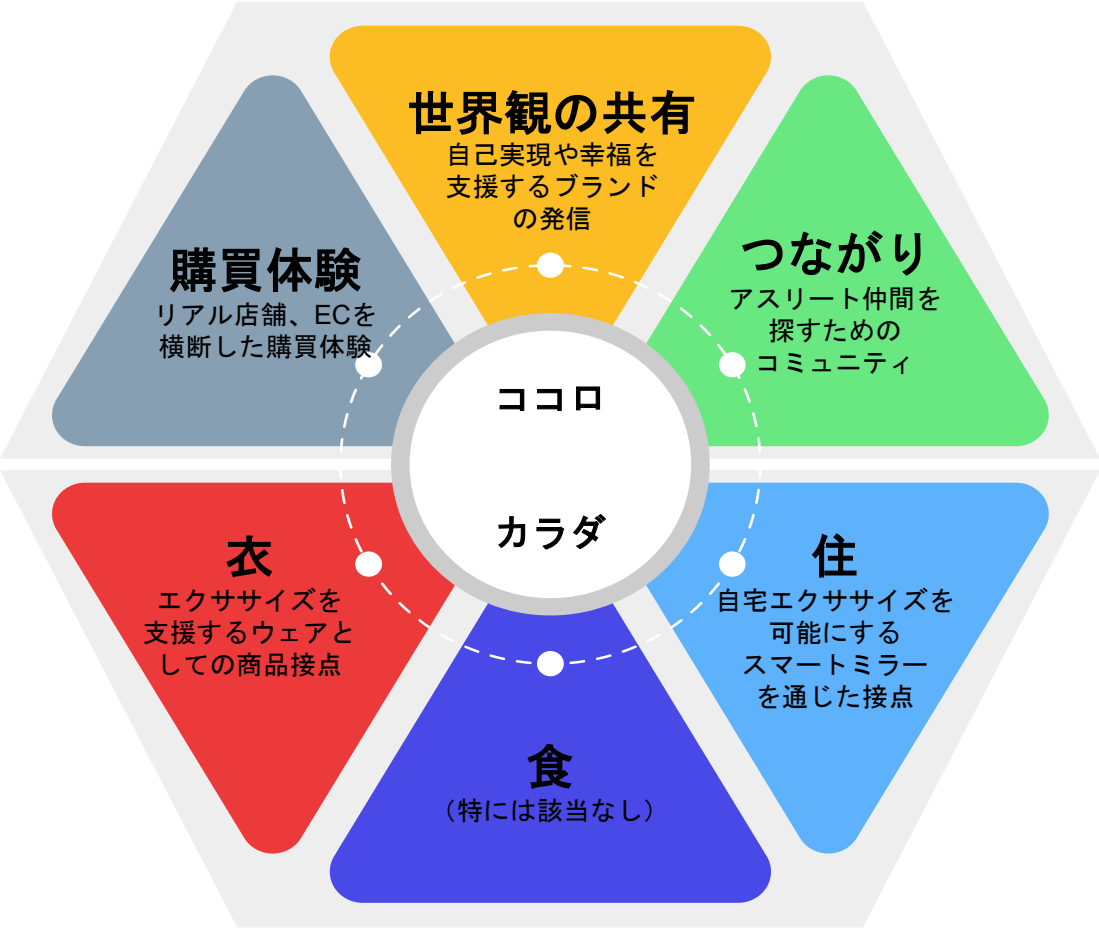 世界観の共有
自己実現や幸福を
支援するブランド
の発信
購買体験
リアル店舗、ECを
横断した購買体験
つながり
アスリート仲間を
探すための
コミュニティ
ココロ
カラダ
衣
エクササイズを
支援するウェアと
しての商品接点
住
自宅エクササイズを
可能にする
スマートミラー
を通じた接点
食
（特には該当なし）